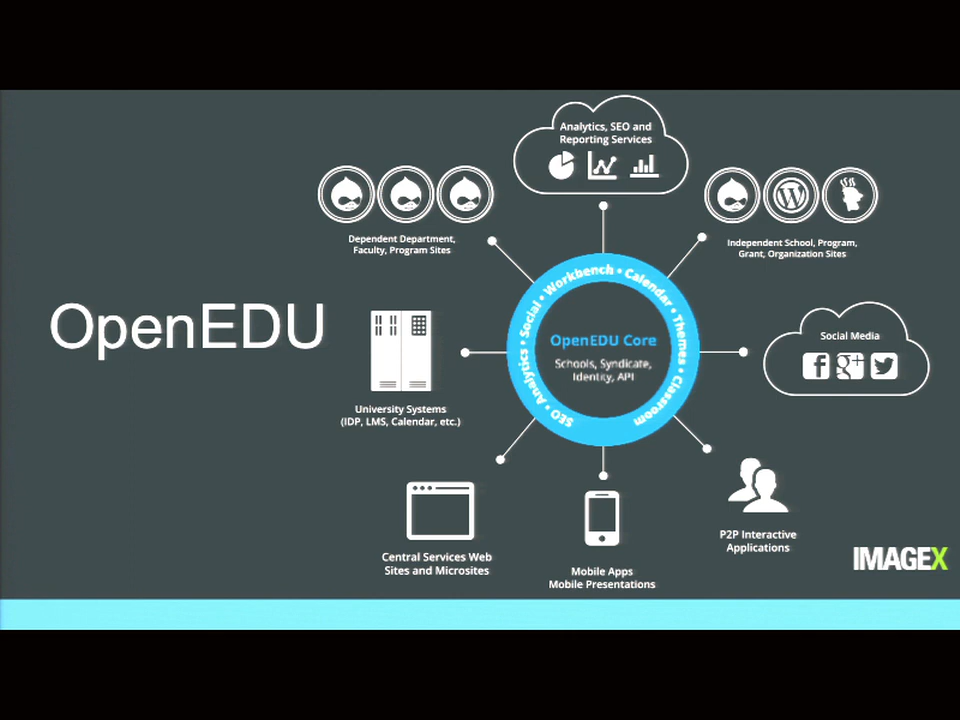 Analytics, SEO and
Reporting Services
Dependent Department,
Faculty, Program Sites
Independent School, Program,
Grant, Organization Sites
OpenEDU
SEO • Analytics • Social • Workbench • Calendar • Themes • Classroom
OpenEDU Core
Schools, Syndicate,
Identity, API
Social Media
University Systems
(IDP, LMS, Calendar, etc.)
Central Services Web
Sites and Microsites
Mobile Apps
Mobile Presentations
P2P Interactive
Applications
IMAGEX